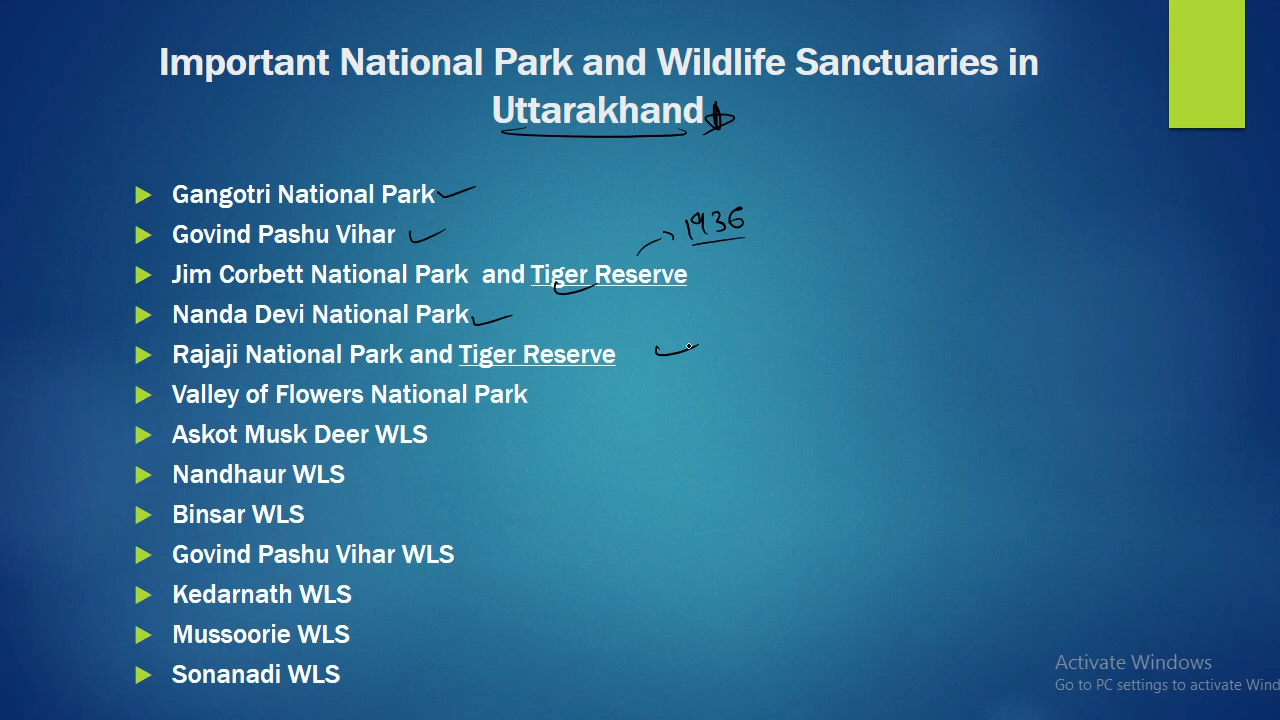 Important National Park and Wildlife Sanctuaries in
Uttarakhand
Gangotri National Park
Govind Pashu Vihar
1936
Jim Corbett National Park and Tiger Reserve
Nanda Devi National Park
Rajaji National Park and Tiger Reserve
Valley of Flowers National Park
Askot Musk Deer WLS
Nandhaur WLS
Binsar WLS
Govind Pashu Vihar WLS
Kedarnath WLS
Mussoorie WLS
Sonanadi WLS
Activate Windows
Go to PC settings to activate Wind